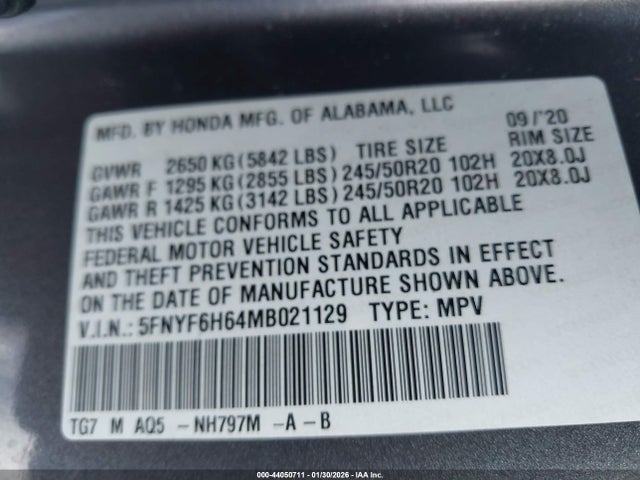 MFD. BY HONDA MFG. OF ALABAMA, LLC 09/'20
GVWR 2650 KG(5842 LBS) TIRE SIZE RIM SIZE
GAWR F 1295 KG(2855 LBS) 245/50R20 102H 20X8.0J
GAWR R 1425 KG(3142 LBS) 245/50R20 102H 20X8.0J
THIS VEHICLE CONFORMS TO ALL APPLICABLE
FEDERAL MOTOR VEHICLE SAFETY
AND THEFT PREVENTION STANDARDS IN EFFECT
ON THE DATE OF MANUFACTURE SHOWN ABOVE.
V.I.N.: 5FNYF6H64MB021129 TYPE: MPV
TG7 M AQ5 -NH797M -A-B
000-44050711 - 01/30/2026 - IAA Inc.